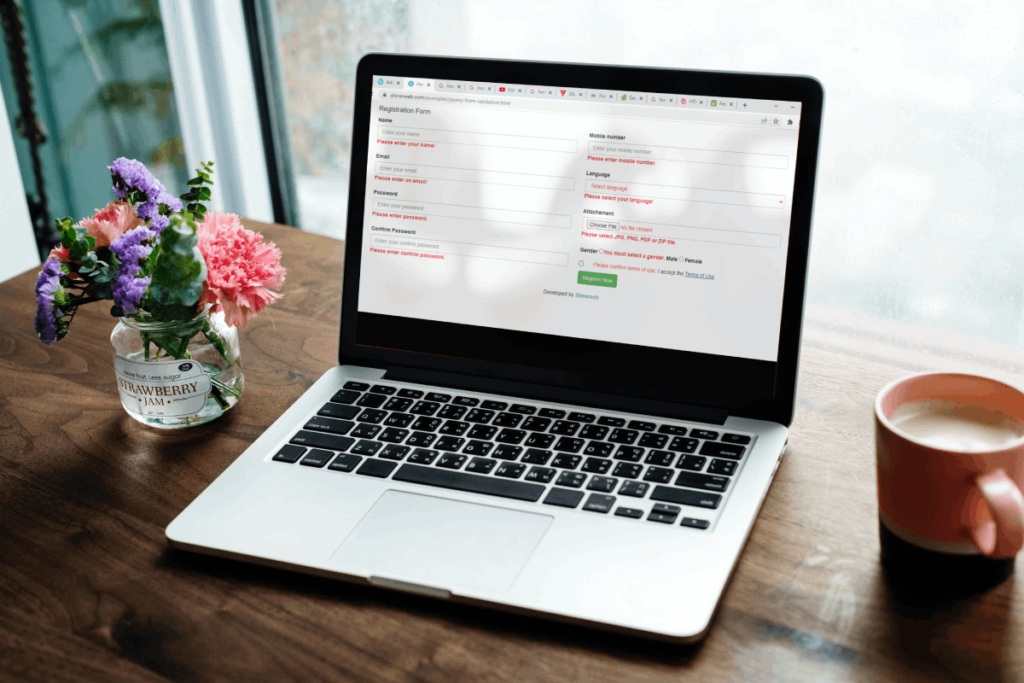 shinerweb.com/examples/jquery-form-validation.html
Registration Form
Name
Enter your name
Please enter your name!
Email
Enter your email
Please enter an email!
Password
Enter your password
Please enter password.
Confirm Password
Enter your confirm password
Please enter confirm password.
Mobile number
Enter your mobile number
Please enter mobile number.
Language
Select language
Please select your language!
Attachement
Choose File No file chosen
Please select JPG, PNG, PDF or ZIP file.
Gender You must select a gender. Male Female
Please confirm terms of use I accept the Terms of Use
Register Now
Developed by
More fruit, Less sugar
STRAWBERRY
JAM